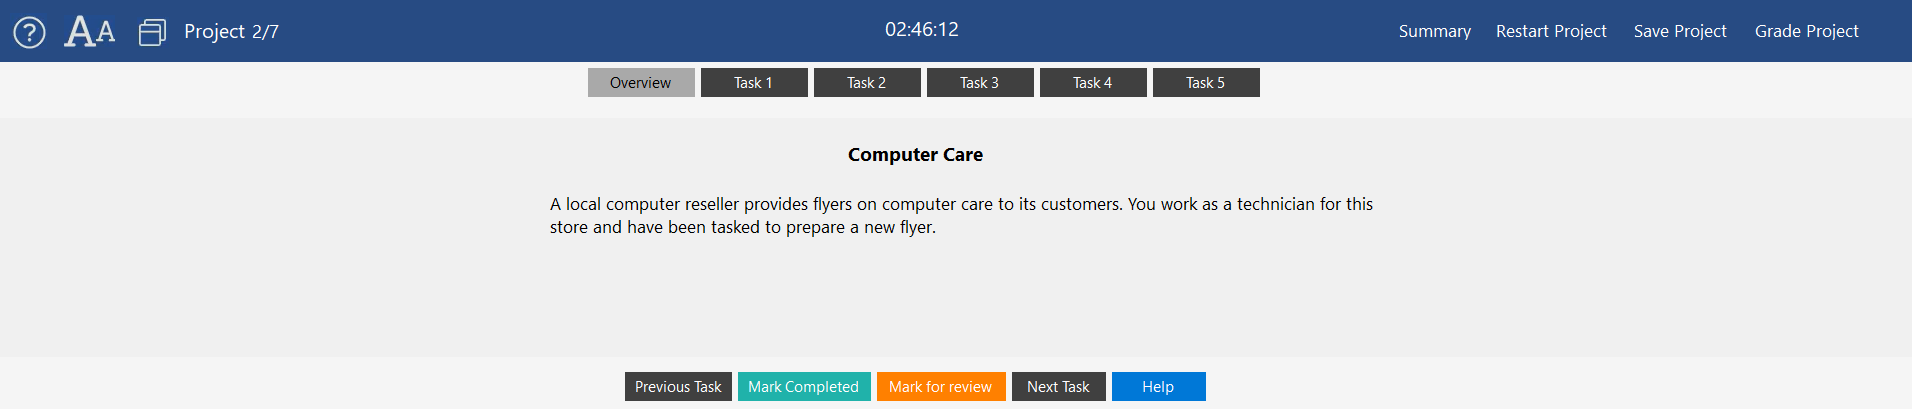 ? AA Project 2/7 02:46:12 Summary Restart Project Save Project Grade Project
Overview Task 1 Task 2 Task 3 Task 4 Task 5
Computer Care
A local computer reseller provides flyers on computer care to its customers. You work as a technician for this
store and have been tasked to prepare a new flyer.
Previous Task Mark Completed Mark for review Next Task Help